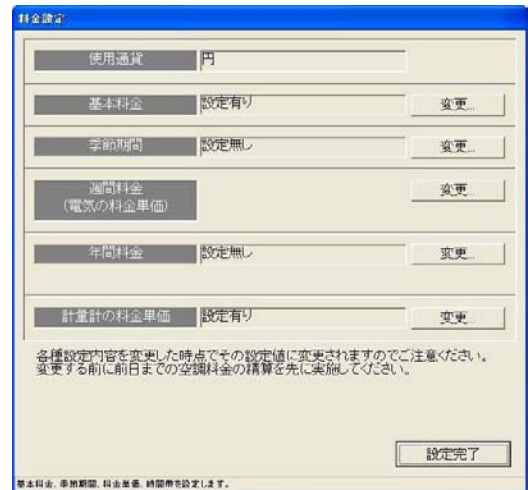 料金設定
使用通貨 円
基本料金 設定有り 変更...
季節期間 設定無し 変更...
週間料金 変更...
(電気の料金単価)
年間料金 設定無し 変更...
計量計の料金単価 設定有り 変更...
各種設定内容を変更した時点でその設定値に変更されますのでご注意ください。
変更する前に前日までの空調料金の精算を先に実施してください。
設定完了
基本料金、季節期間、料金単価、時間帯を設定します。